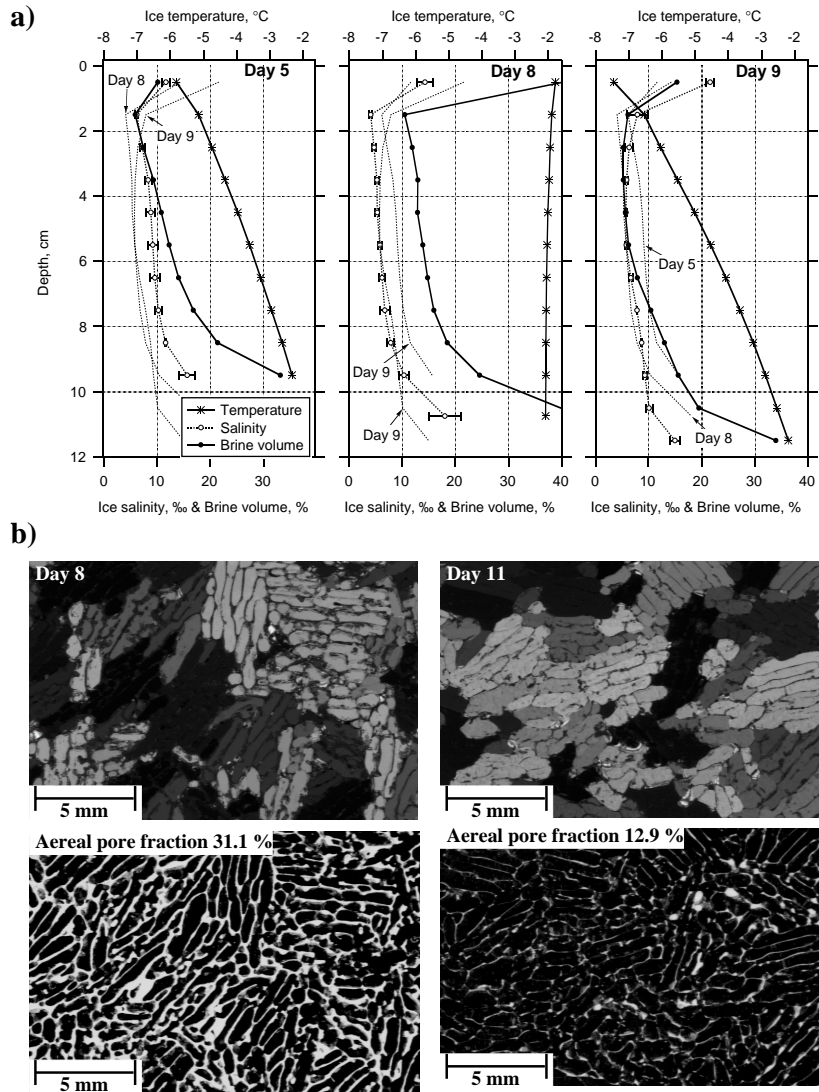 a)
Ice temperature, °C
Ice temperature, °C
Ice temperature, °C
-8 -7 -6 -5 -4 -3 -2
-8 -7 -6 -5 -4 -3 -2
-8 -7 -6 -5 -4 -3 -2
0
2
4
6
8
10
12
Depth, cm
Day 5
Day 8
Day 9
Day 8
Day 9
Day 9
Day 9
Day 5
Day 8
Temperature
Salinity
Brine volume
0 10 20 30
0 10 20 30 40
0 10 20 30 40
Ice salinity, ‰ & Brine volume, %
Ice salinity, ‰ & Brine volume, %
Ice salinity, ‰ & Brine volume, %
b)
Day 8
5 mm
Day 11
5 mm
Aereal pore fraction 31.1 %
5 mm
Aereal pore fraction 12.9 %
5 mm